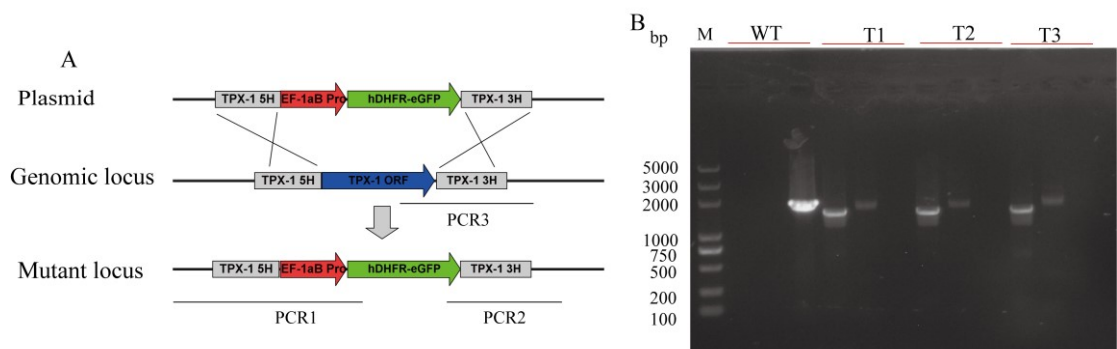 A
Plasmid
TPX-1 5H EF-1aB Pro hDHFR-eGFP TPX-1 3H
Genomic locus
TPX-1 5H TPX-1 ORF TPX-1 3H
PCR3
Mutant locus
TPX-1 5H EF-1aB Pro hDHFR-eGFP TPX-1 3H
PCR1 PCR2
B
bp M WT T1 T2 T3
5000
3000
2000
1000
750
500
200
100